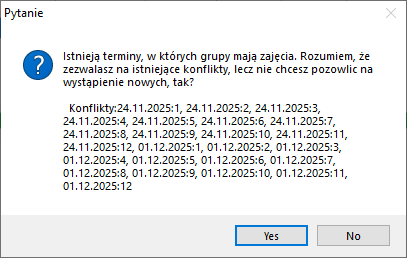 Pytanie
Istnieją terminy, w których grupy mają zajęcia. Rozumiem, że
zezwalasz na istniejące konflikty, lecz nie chcesz pozowlic na
wystąpienie nowych, tak?
Konflikty:24.11.2025:1, 24.11.2025:2, 24.11.2025:3,
24.11.2025:4, 24.11.2025:5, 24.11.2025:6, 24.11.2025:7,
24.11.2025:8, 24.11.2025:9, 24.11.2025:10, 24.11.2025:11,
24.11.2025:12, 01.12.2025:1, 01.12.2025:2, 01.12.2025:3,
01.12.2025:4, 01.12.2025:5, 01.12.2025:6, 01.12.2025:7,
01.12.2025:8, 01.12.2025:9, 01.12.2025:10, 01.12.2025:11,
01.12.2025:12
Yes
No